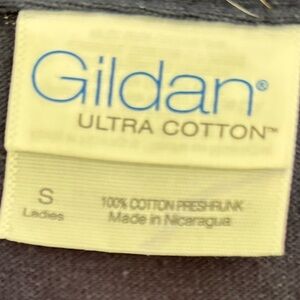 Gildan®
ULTRA COTTON™
S
Ladies
100% COTTON PRESHRUNK
Made in Nicaragua